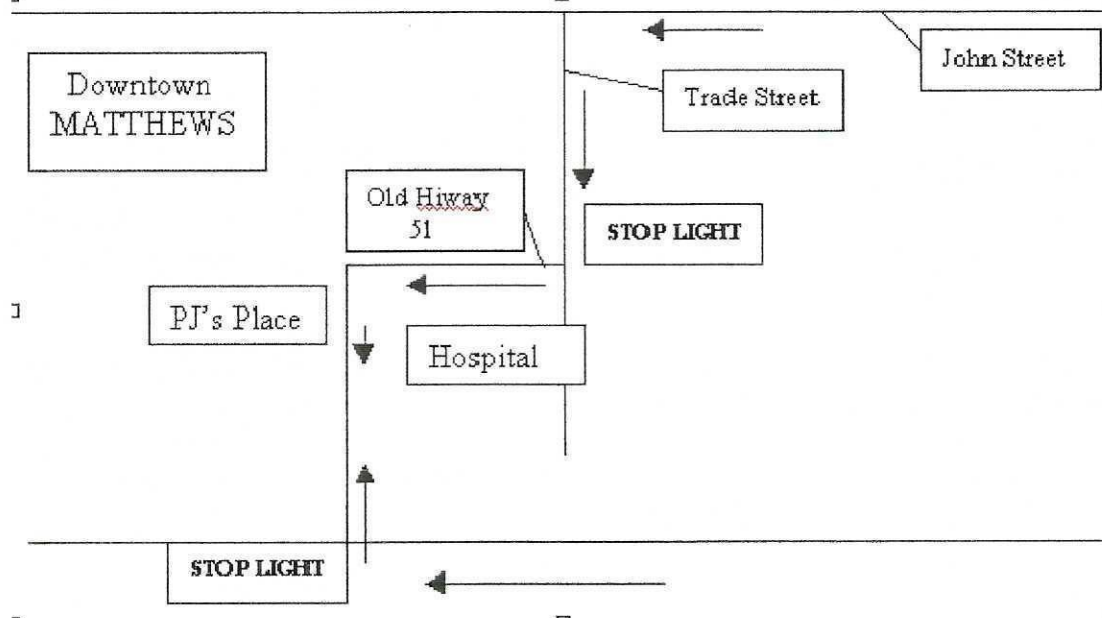 John Street
Downtown
MATTHEWS
Trade Street
Old Hiway
51
STOP LIGHT
PJ's Place
Hospital
STOP LIGHT